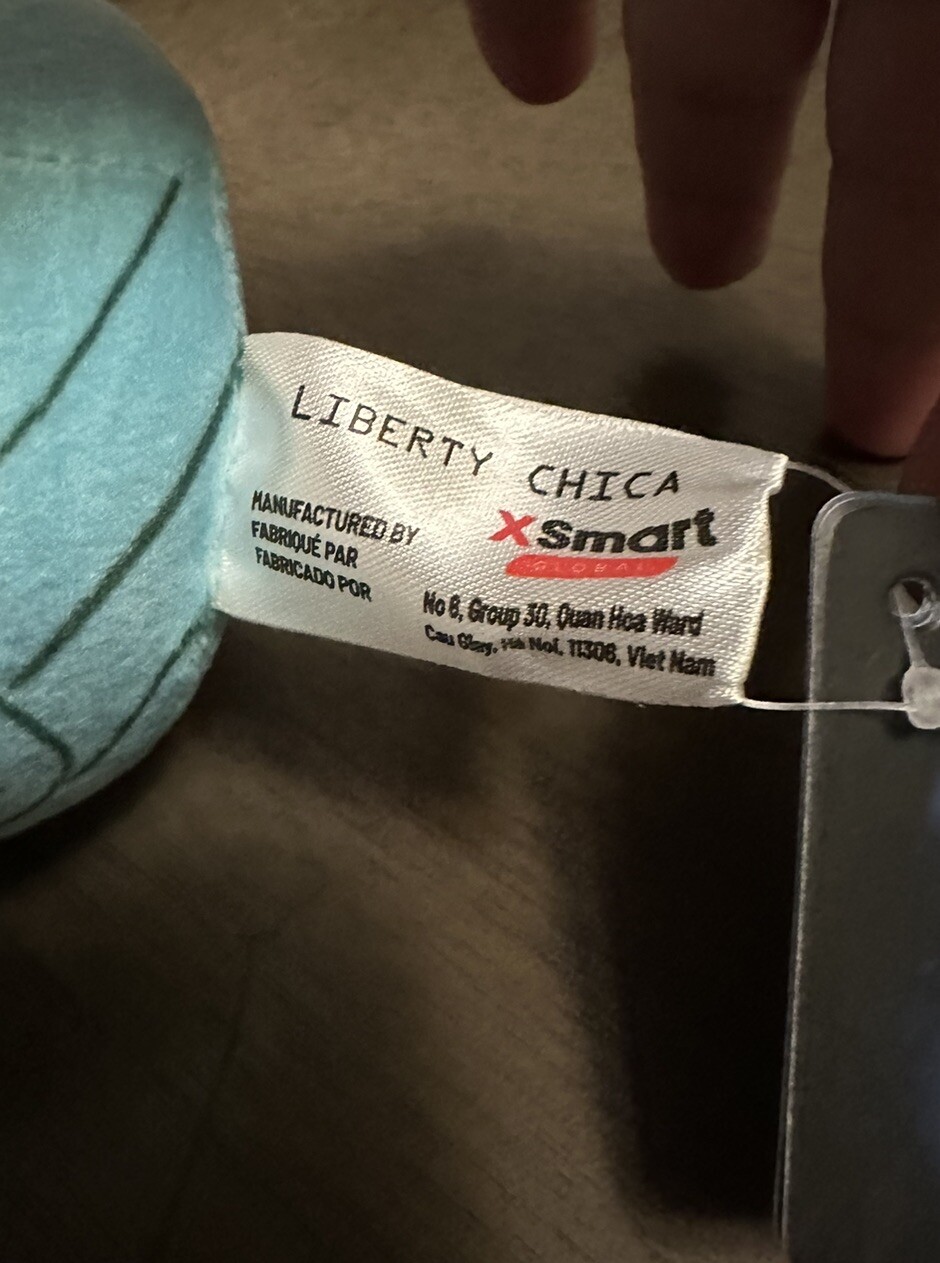 LIBERTY CHICA
MANUFACTURED BY
FABRIQUÉ PAR
FABRICADO POR
XSmart
GLOBAL
No 6, Group 30, Quan Hoa Ward
Cau Giay, Ha Noi, 11306, Viet Nam